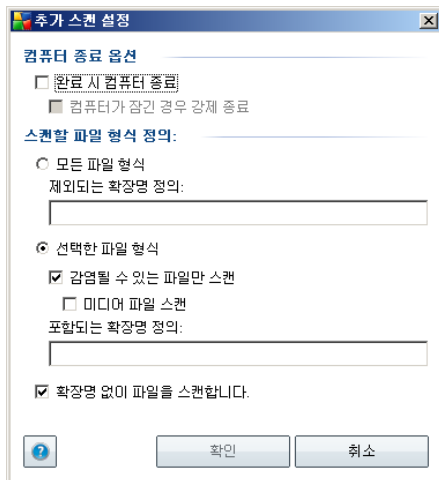 추가 스캔 설정
컴퓨터 종료 옵션
완료 시 컴퓨터 종료
컴퓨터가 잠긴 경우 강제 종료
스캔할 파일 형식 정의:
모든 파일 형식
제외되는 확장명 정의:
선택한 파일 형식
감염될 수 있는 파일만 스캔
미디어 파일 스캔
포함되는 확장명 정의:
확장명 없이 파일을 스캔합니다.
?
확인 취소